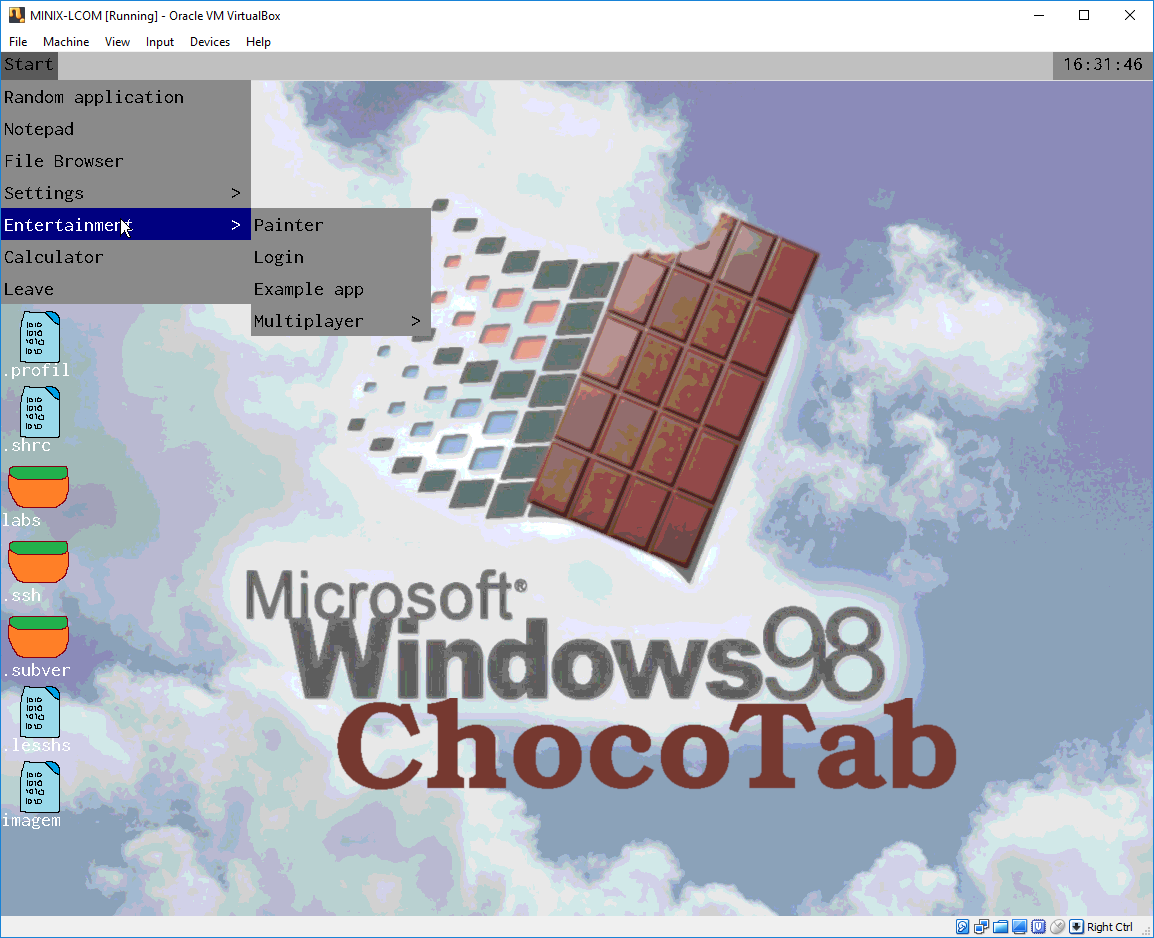 MINIX-LCOM [Running] - Oracle VM VirtualBox
File Machine View Input Devices Help
Start 16:31:46
Random application
Notepad
File Browser
Settings >
Entertainment > Painter
Calculator Login
Leave Example app
Multiplayer >
.profil
.shrc
labs
.ssh
.subver
.lesshs
imagem
Microsoft®
Windows98
ChocoTab
Right Ctrl